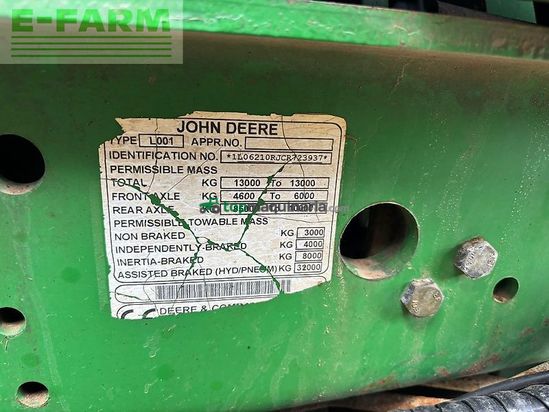 E-FARM
JOHN DEERE
TYPE L001 APPR.NO.
IDENTIFICATION NO. *1L06210RJCR723937*
PERMISSIBLE MASS
TOTAL KG 13000 To 13000
FRONT AXLE KG 4600 To 6000
REAR AXLE
PERMISSIBLE TOWABLE MASS
NON BRAKED KG 3000
INDEPENDENTLY-BRAKED KG 4000
INERTIA-BRAKED KG 8000
ASSISTED BRAKED (HYD/PNEUM) KG 32000
CE DEERE &